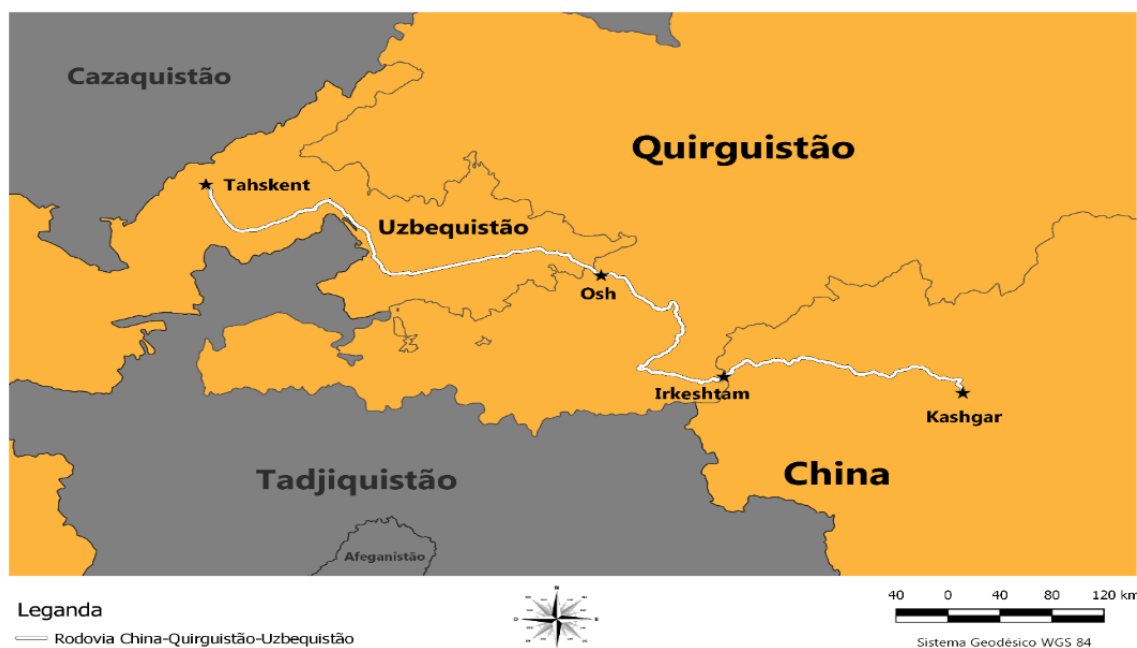 Cazaquistão
Quirguistão
Tahskent
Uzbequistão
Osh
Irkeshtam
Kashgar
China
Tadjiquistão
Afeganistão
Leganda
Rodovia China-Quirguistão-Uzbequistão
N
O
E
S
40 0 40 80 120 km
Sistema Geodésico WGS 84